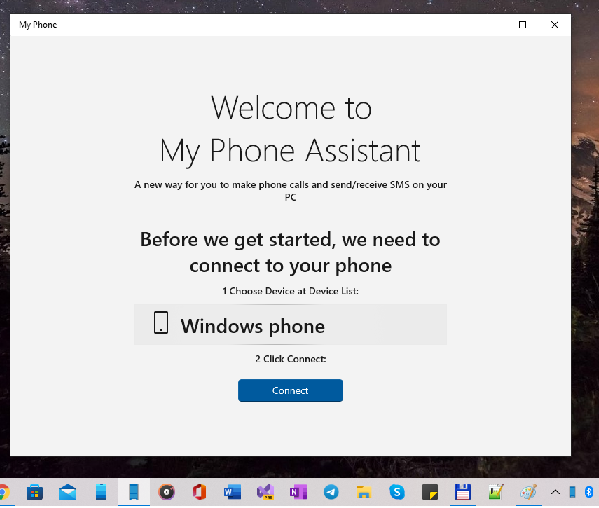 My Phone
Welcome to
My Phone Assistant
A new way for you to make phone calls and send/receive SMS on your
PC
Before we get started, we need to
connect to your phone
1 Choose Device at Device List:
Windows phone
2 Click Connect:
Connect